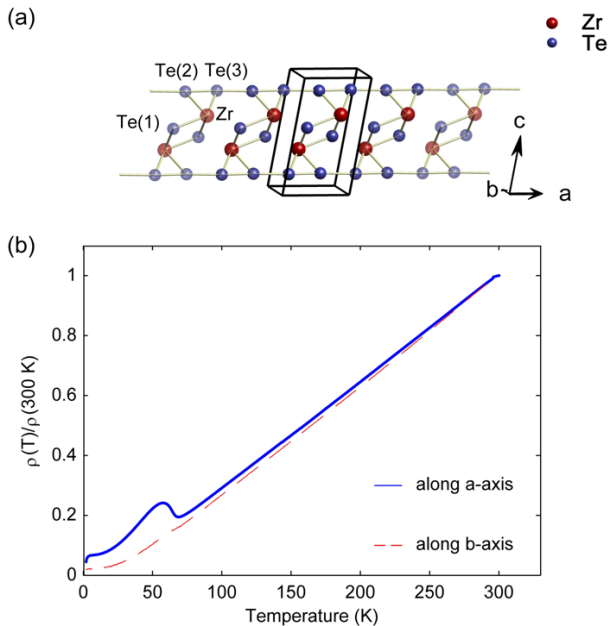 (a)
Zr
Te
Te(2) Te(3)
Te(1)
Zr
c
b
a
(b)
1
0.8
0.6
0.4
0.2
0
ρ(T)/ρ(300 K)
along a-axis
along b-axis
0 50 100 150 200 250 300
Temperature (K)